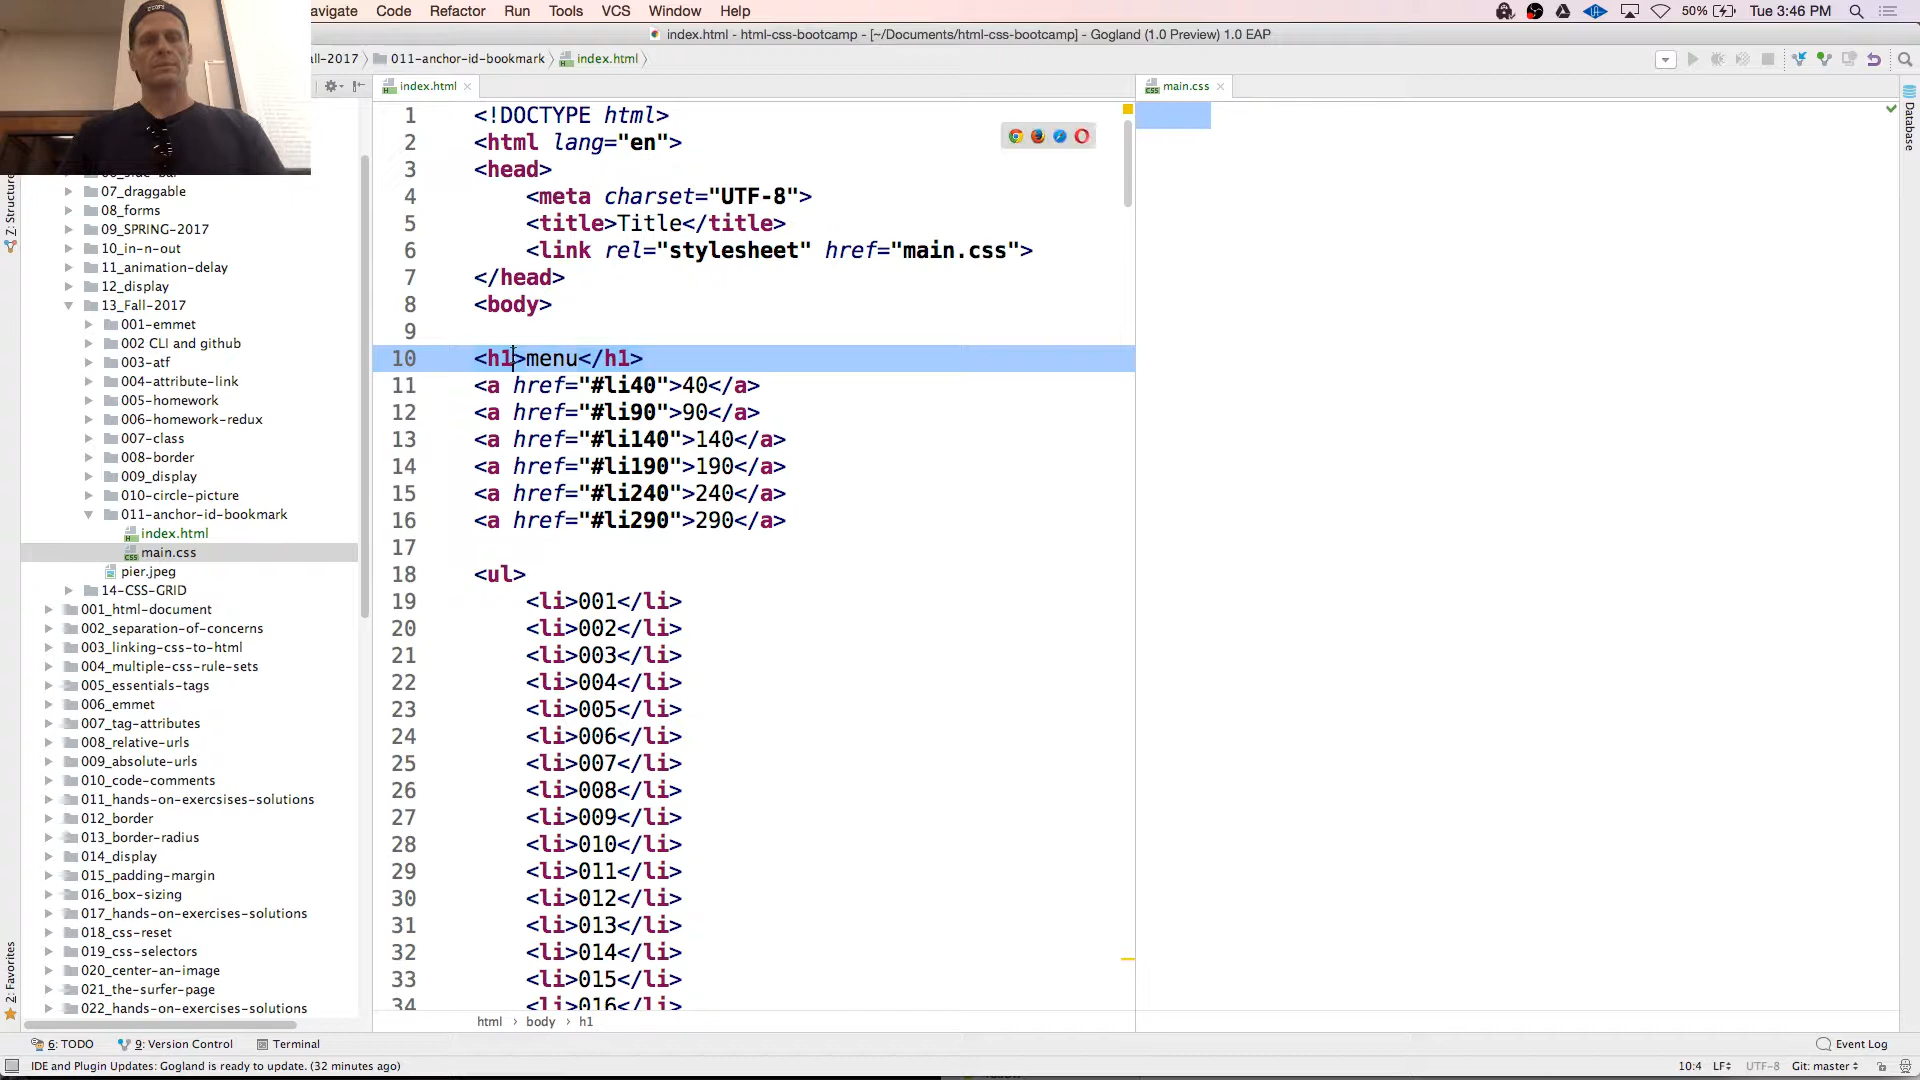 avigate Code Refactor Run Tools VCS Window Help 50% Tue 3:46 PM
index.html - html-css-bootcamp - [~/Documents/html-css-bootcamp] - Gogland (1.0 Preview) 1.0 EAP
all-2017 011-anchor-id-bookmark index.html
index.html
main.css
Z: Structure
2: Favorites
Database
07_draggable
08_forms
09_SPRING-2017
10_in-n-out
11_animation-delay
12_display
13_Fall-2017
001-emmet
002 CLI and github
003-atf
004-attribute-link
005-homework
006-homework-redux
007-class
008-border
009_display
010-circle-picture
011-anchor-id-bookmark
index.html
main.css
pier.jpeg
14-CSS-GRID
001_html-document
002_separation-of-concerns
003_linking-css-to-html
004_multiple-css-rule-sets
005_essentials-tags
006_emmet
007_tag-attributes
008_relative-urls
009_absolute-urls
010_code-comments
011_hands-on-exercsises-solutions
012_border
013_border-radius
014_display
015_padding-margin
016_box-sizing
017_hands-on-exercises-solutions
018_css-reset
019_css-selectors
020_center-an-image
021_the-surfer-page
022_hands-on-exercises-solutions
1 <!DOCTYPE html>
2 <html lang="en">
3 <head>
4 <meta charset="UTF-8">
5 <title>Title</title>
6 <link rel="stylesheet" href="main.css">
7 </head>
8 <body>
9
10 <h1>menu</h1>
11 <a href="#li40">40</a>
12 <a href="#li90">90</a>
13 <a href="#li140">140</a>
14 <a href="#li190">190</a>
15 <a href="#li240">240</a>
16 <a href="#li290">290</a>
17
18 <ul>
19 <li>001</li>
20 <li>002</li>
21 <li>003</li>
22 <li>004</li>
23 <li>005</li>
24 <li>006</li>
25 <li>007</li>
26 <li>008</li>
27 <li>009</li>
28 <li>010</li>
29 <li>011</li>
30 <li>012</li>
31 <li>013</li>
32 <li>014</li>
33 <li>015</li>
34 <li>016</li>
html › body › h1
6: TODO 9: Version Control Terminal Event Log
IDE and Plugin Updates: Gogland is ready to update. (32 minutes ago) 10:4 LF UTF-8 Git: master